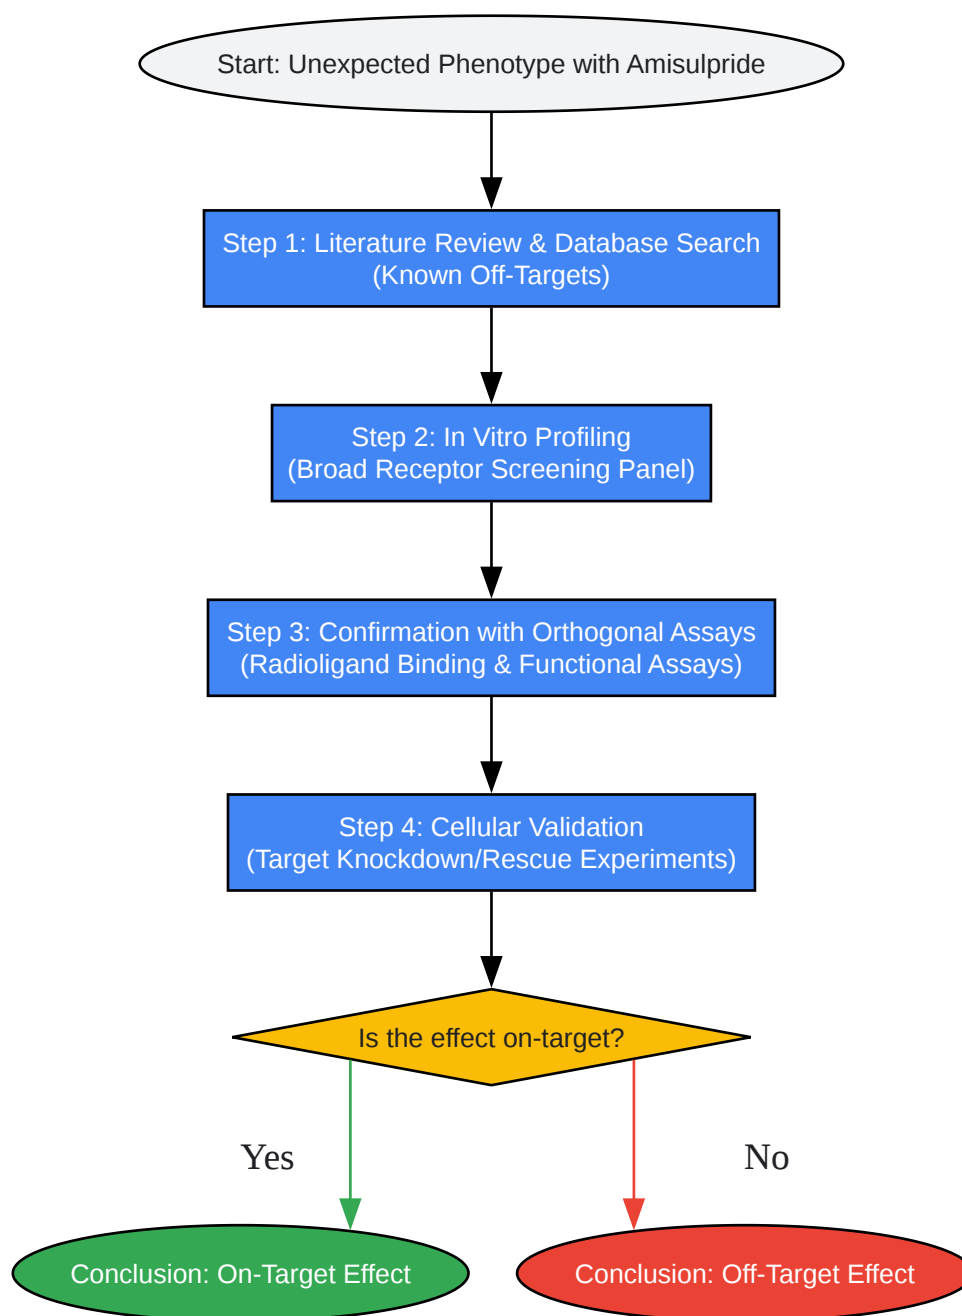 Start: Unexpected Phenotype with Amisulpride
Step 1: Literature Review & Database Search
(Known Off-Targets)
Step 2: In Vitro Profiling
(Broad Receptor Screening Panel)
Step 3: Confirmation with Orthogonal Assays
(Radioligand Binding & Functional Assays)
Step 4: Cellular Validation
(Target Knockdown/Rescue Experiments)
Is the effect on-target?
Yes
No
Conclusion: On-Target Effect
Conclusion: Off-Target Effect